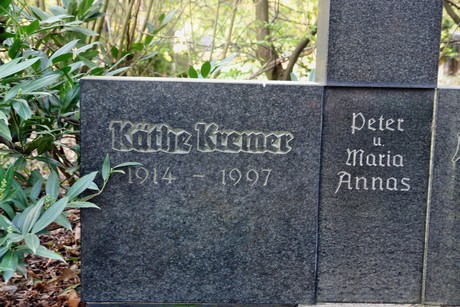 Käthe Kremer
1914 - 1997
Peter
u.
Maria
Annas